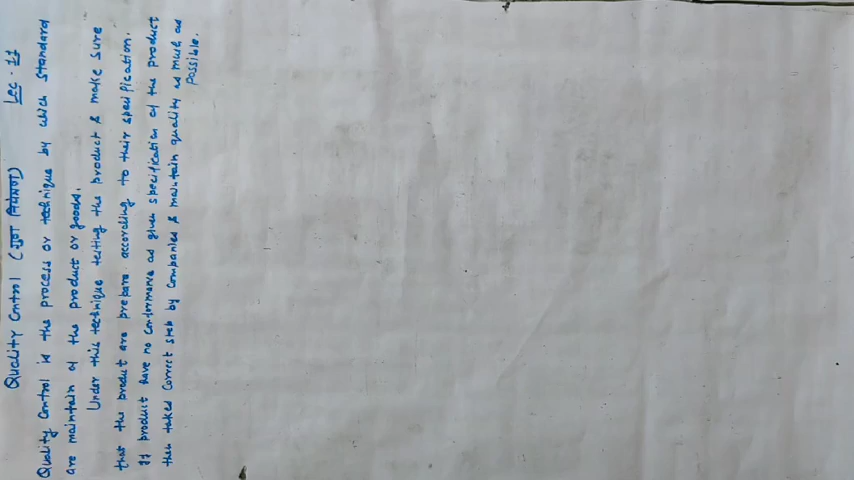 Quality Control (गुणता नियंत्रण) Lec. 11
Quality Control is the process or technique by which standard
are maintain of the product or goods.
Under this technique testing the product & make sure
that the product are prepare according to their specification.
If product have no conformance as given specification of the product
then taked correct step by companies & maintain quality as much as
possible.